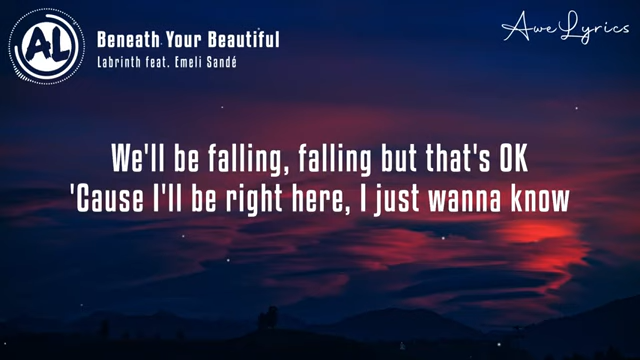 AL
Beneath Your Beautiful
Labrinth feat. Emeli Sandé
AweLyrics
We'll be falling, falling but that's OK
'Cause I'll be right here, I just wanna know